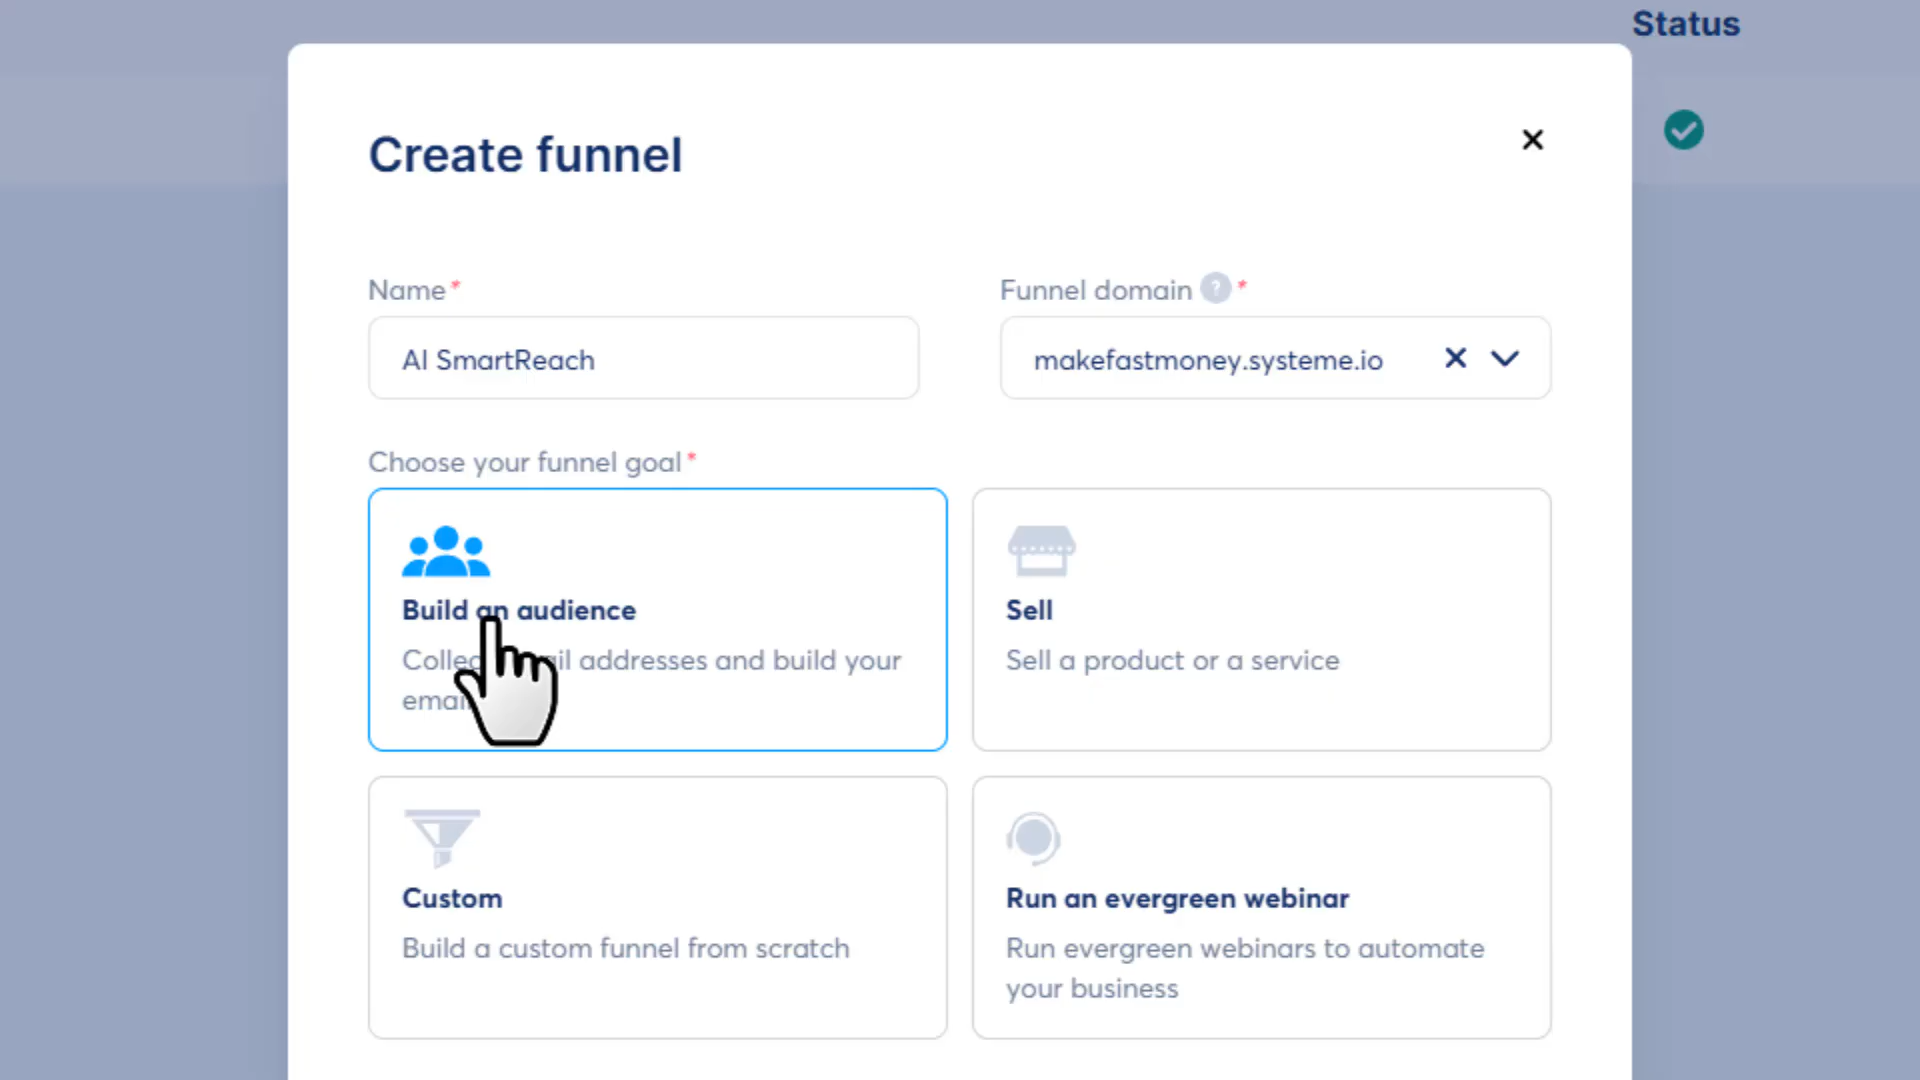 Status
Create funnel
Name*
Funnel domain ? *
AI SmartReach
makefastmoney.systeme.io
Choose your funnel goal*
Build an audience
addresses and build your
Sell
Sell a product or a service
Custom
Build a custom funnel from scratch
Run an evergreen webinar
Run evergreen webinars to automate
your business